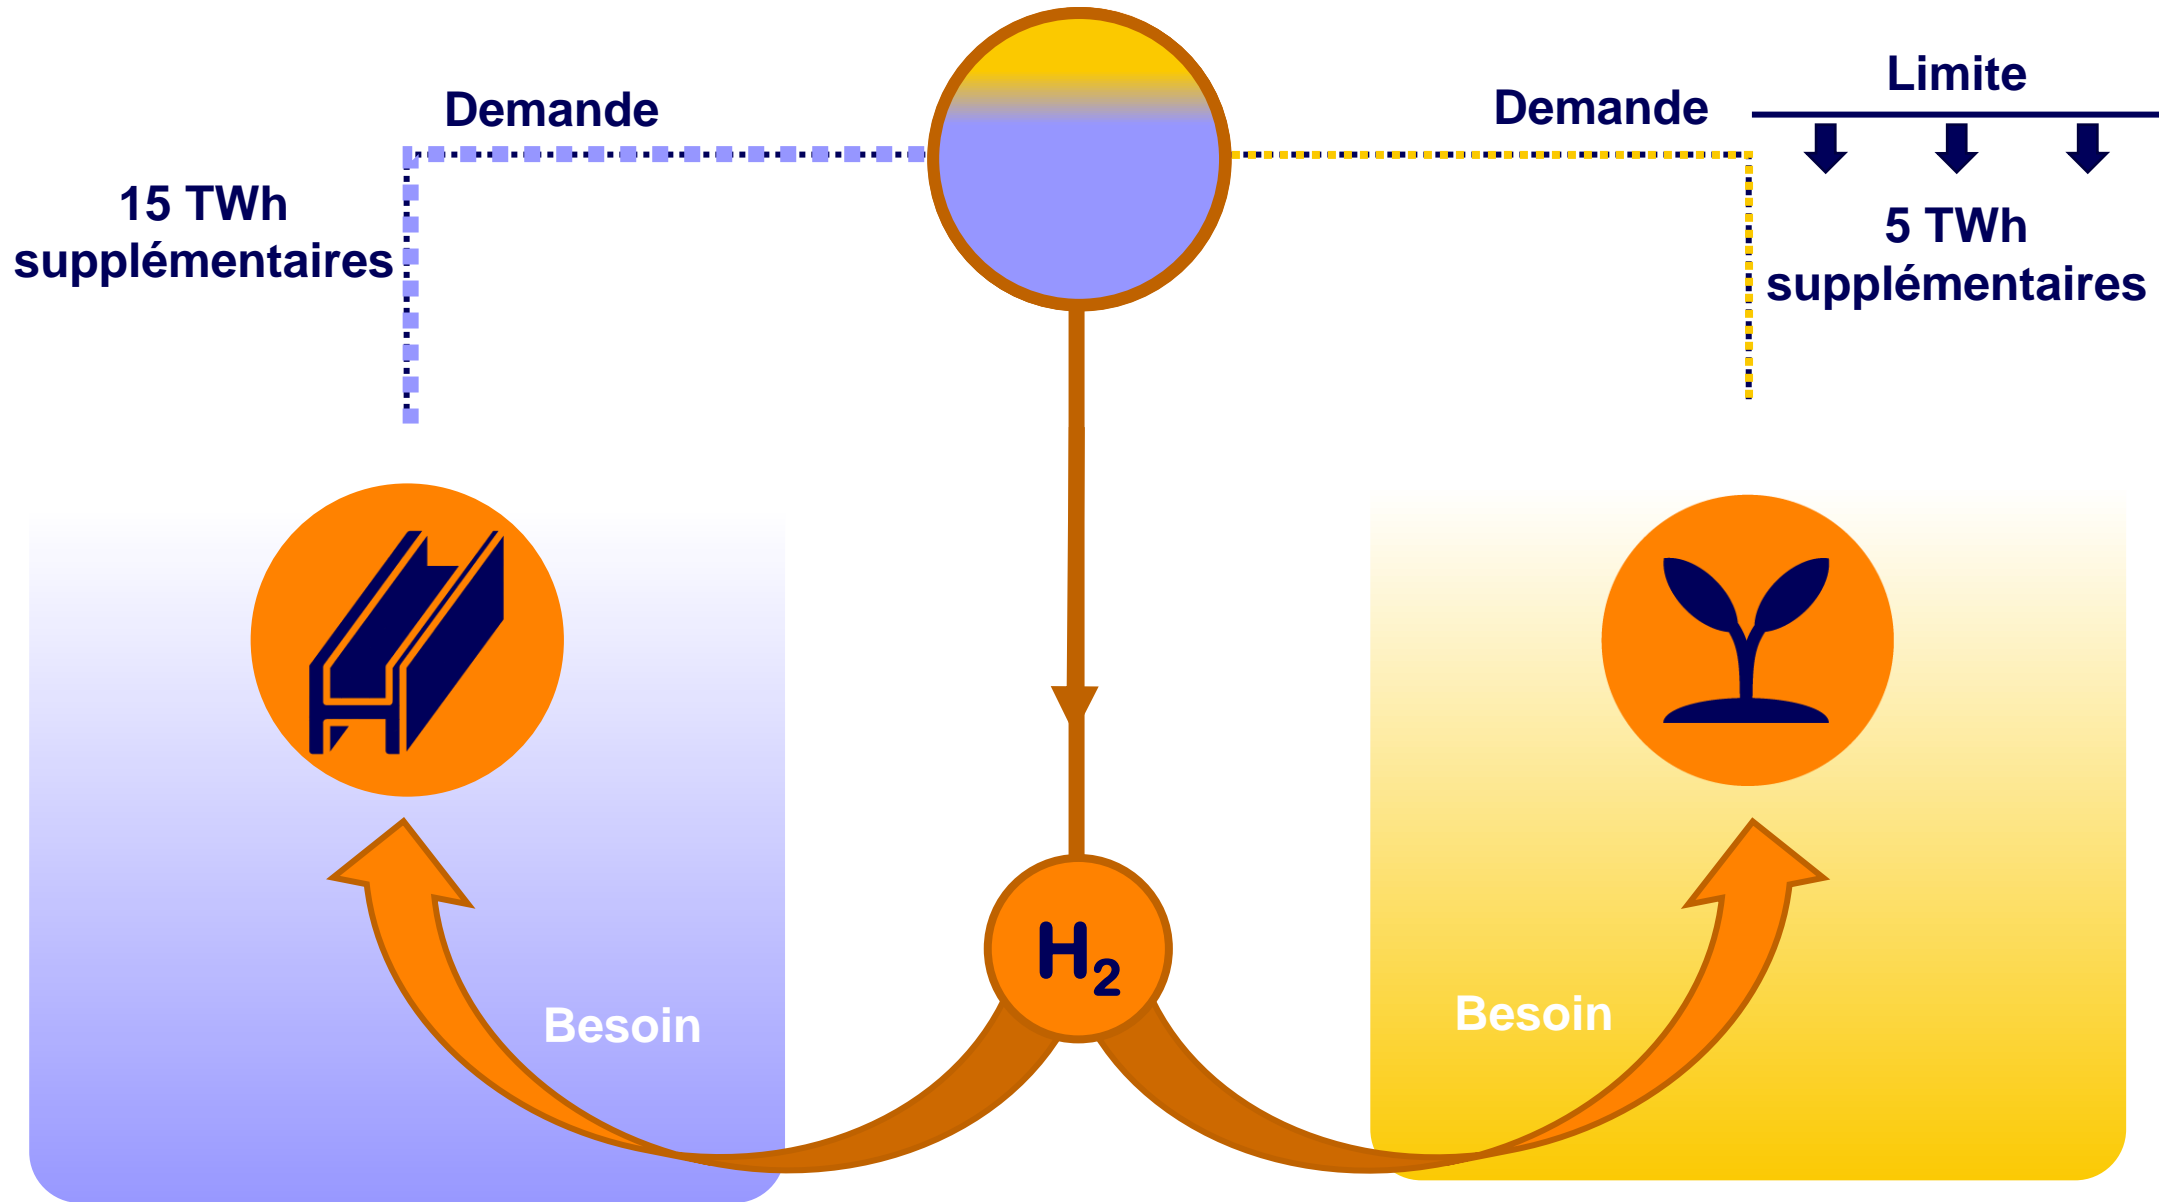 Demande
15 TWh
supplémentaires
Demande
Limite
5 TWh
supplémentaires
H₂
Besoin
Besoin